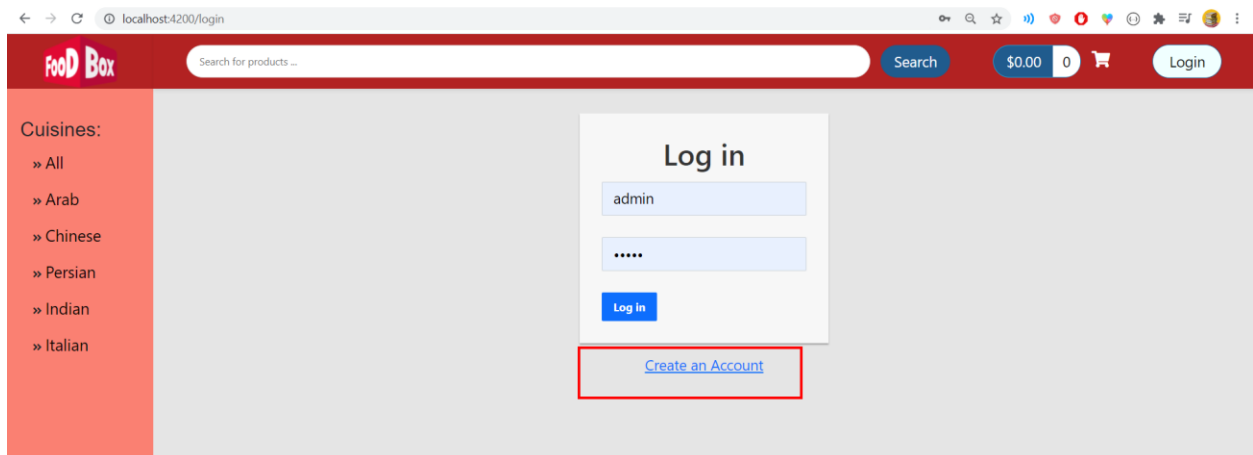 localhost:4200/login
FooD Box
Search for products ...
Search
$0.00 0
Login
Cuisines:
» All
» Arab
» Chinese
» Persian
» Indian
» Italian
Log in
admin
•••••
Log in
Create an Account